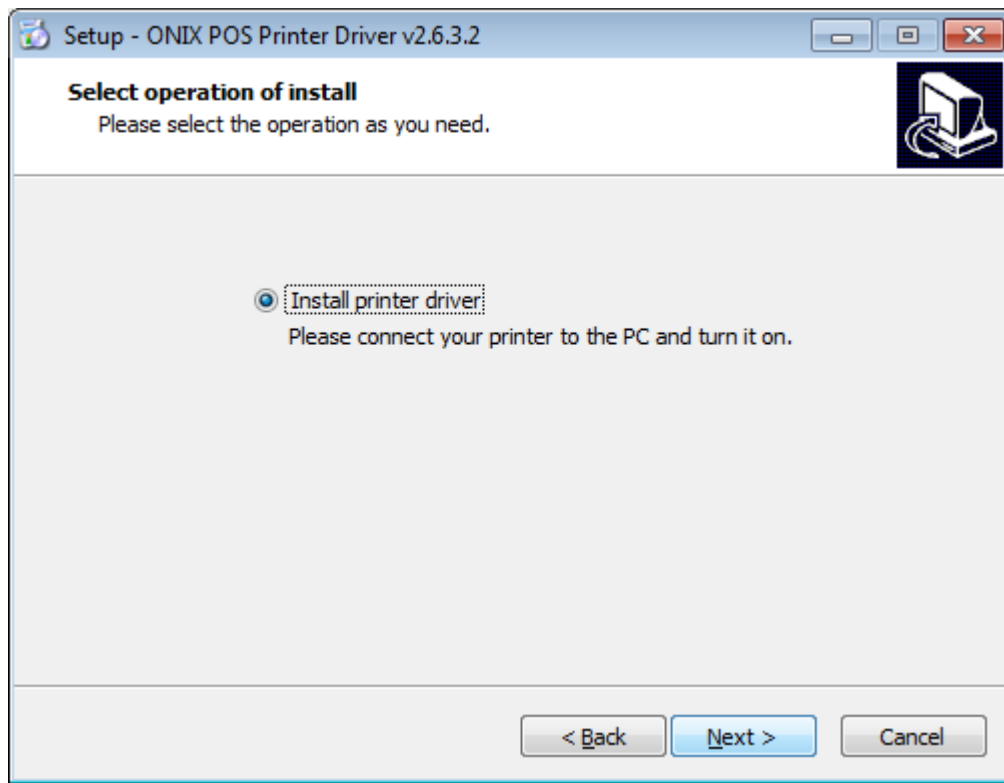 Setup - ONIX POS Printer Driver v2.6.3.2
Select operation of install
Please select the operation as you need.
Install printer driver
Please connect your printer to the PC and turn it on.
< Back Next > Cancel